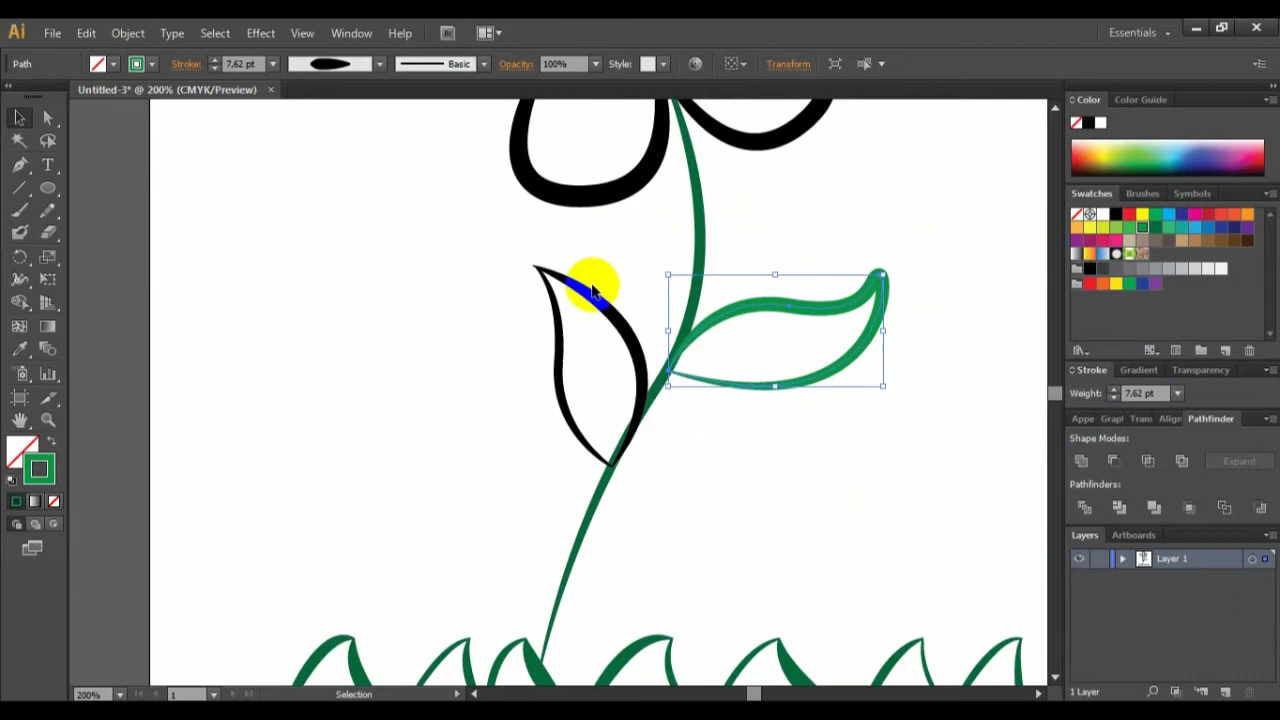 Ai File Edit Object Type Select Effect View Window Help Br Essentials
Path Stroke: 7,62 pt Basic Opacity: 100% Style: Transform
Untitled-3* @ 200% (CMYK/Preview) ×
Color Color Guide
Swatches Brushes Symbols
Stroke Gradient Transparency
Weight: 7,62 pt
Appe Graph Tran Align Pathfinder
Shape Modes:
Expand
Pathfinders:
Layers Artboards
Layer 1
200% 1 Selection
1 Layer